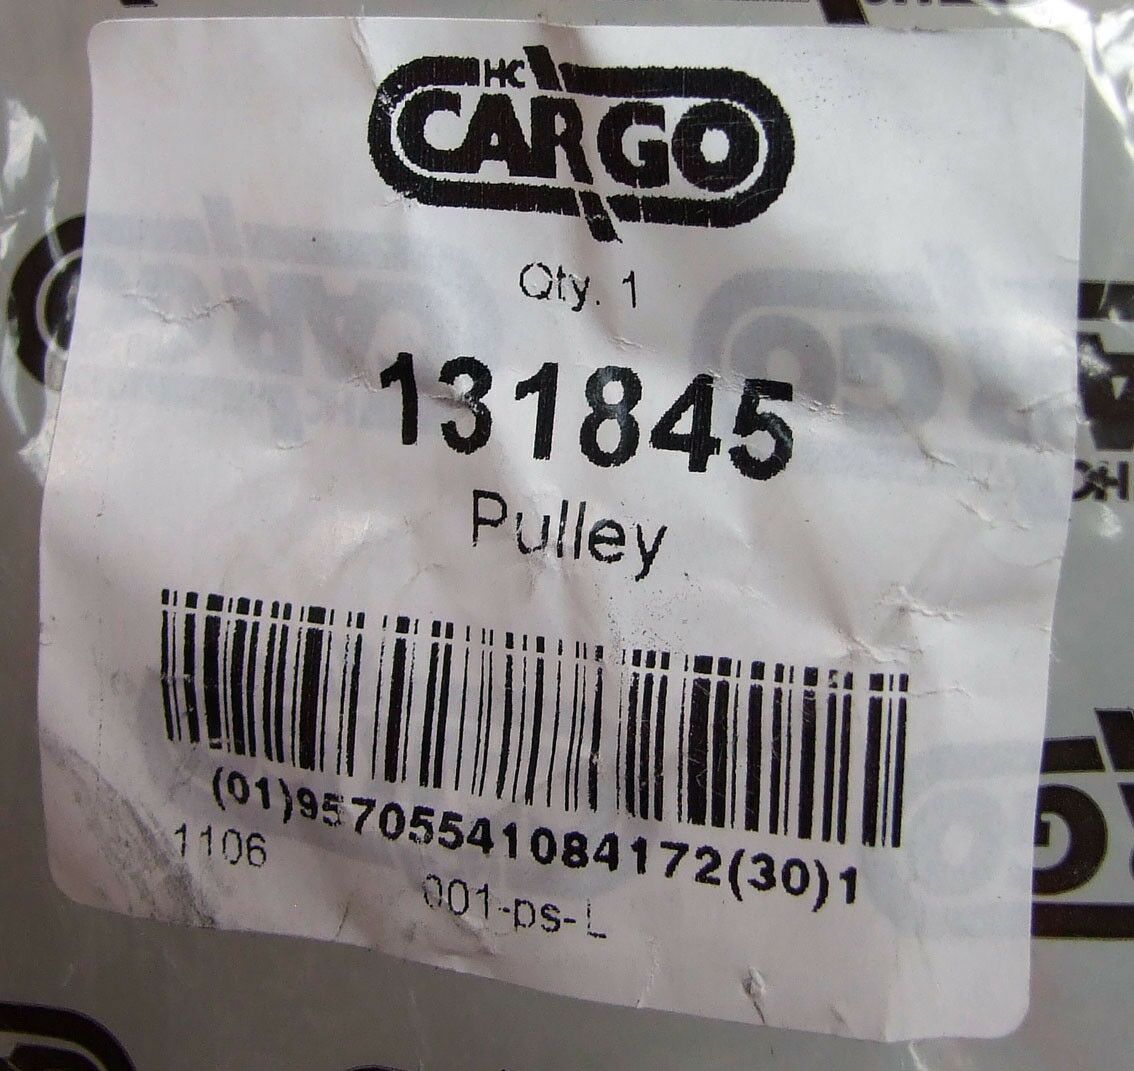 HC
CARGO
Qty. 1
131845
Pulley
(01)95705541084172(30)1
1106
001-ps-L